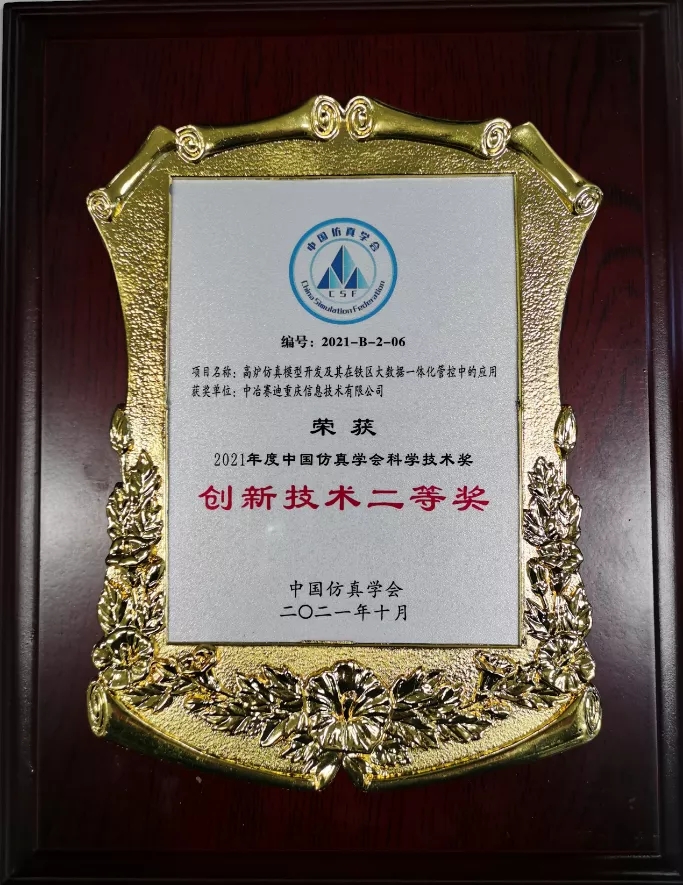 中国仿真学会
CSF
China Simulation Federation
编号：2021-B-2-06
项目名称：高炉仿真模型开发及其在铁区大数据一体化管控中的应用
获奖单位：中冶赛迪重庆信息技术有限公司
荣获
2021年度中国仿真学会科学技术奖
创新技术二等奖
中国仿真学会
二〇二一年十月